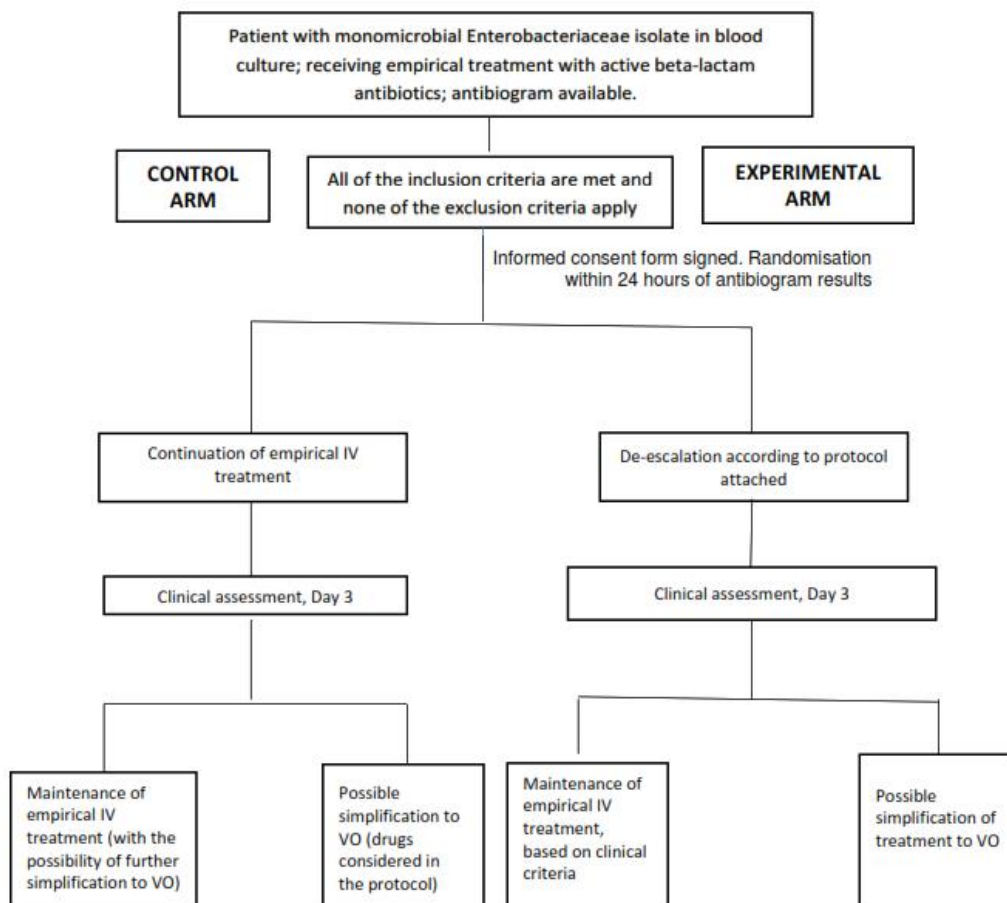 Patient with monomicrobial Enterobacteriaceae isolate in blood
culture; receiving empirical treatment with active beta-lactam
antibiotics; antibiogram available.
CONTROL
ARM
All of the inclusion criteria are met and
none of the exclusion criteria apply
EXPERIMENTAL
ARM
Informed consent form signed. Randomisation
within 24 hours of antibiogram results
Continuation of empirical IV
treatment
De-escalation according to protocol
attached
Clinical assessment, Day 3
Clinical assessment, Day 3
Maintenance of
empirical IV
treatment (with the
possibility of further
simplification to VO)
Possible
simplification to
VO (drugs
considered in
the protocol)
Maintenance of
empirical IV
treatment,
based on clinical
criteria
Possible
simplification of
treatment to VO